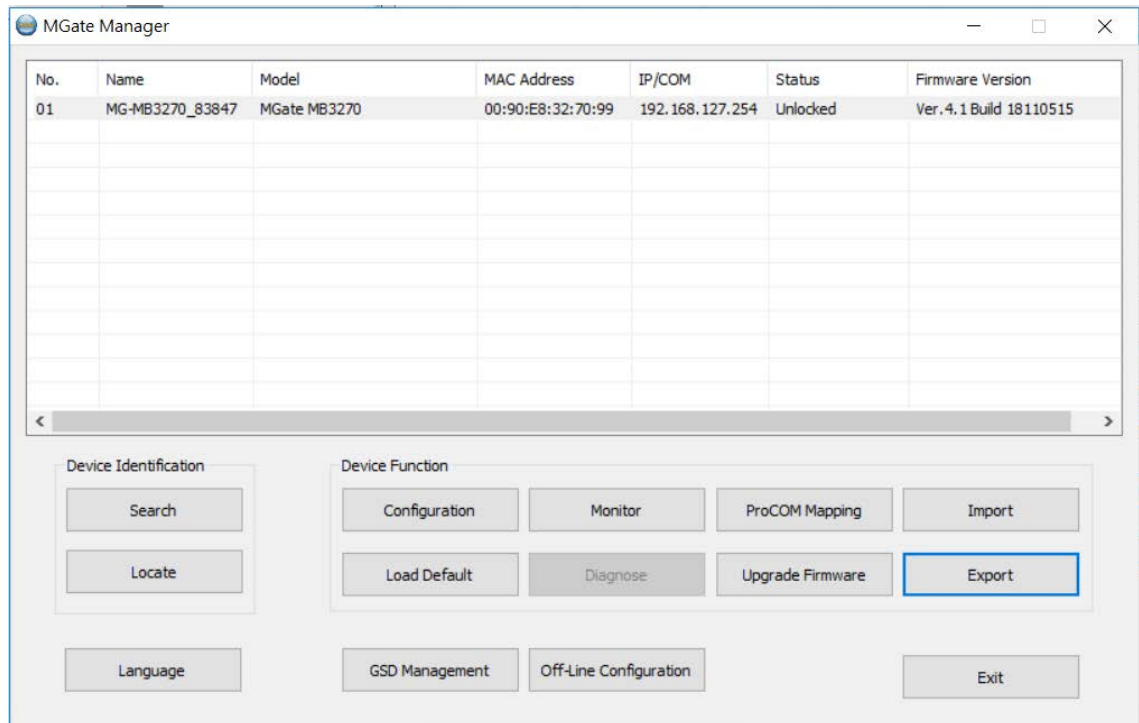 MGate Manager
No. Name Model MAC Address IP/COM Status Firmware Version
01 MG-MB3270_83847 MGate MB3270 00:90:E8:32:70:99 192.168.127.254 Unlocked Ver.4.1 Build 18110515
Device Identification
Device Function
Search
Configuration
Monitor
ProCOM Mapping
Import
Locate
Load Default
Diagnose
Upgrade Firmware
Export
Language
GSD Management
Off-Line Configuration
Exit